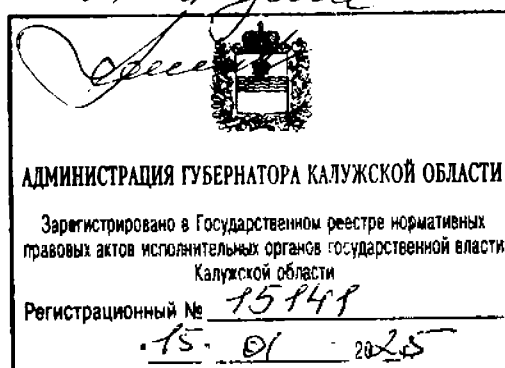 АДМИНИСТРАЦИЯ ГУБЕРНАТОРА КАЛУЖСКОЙ ОБЛАСТИ
Зарегистрировано в Государственном реестре нормативных
правовых актов исполнительных органов государственной власти
Калужской области
Регистрационный № 15141
15. 01 2025